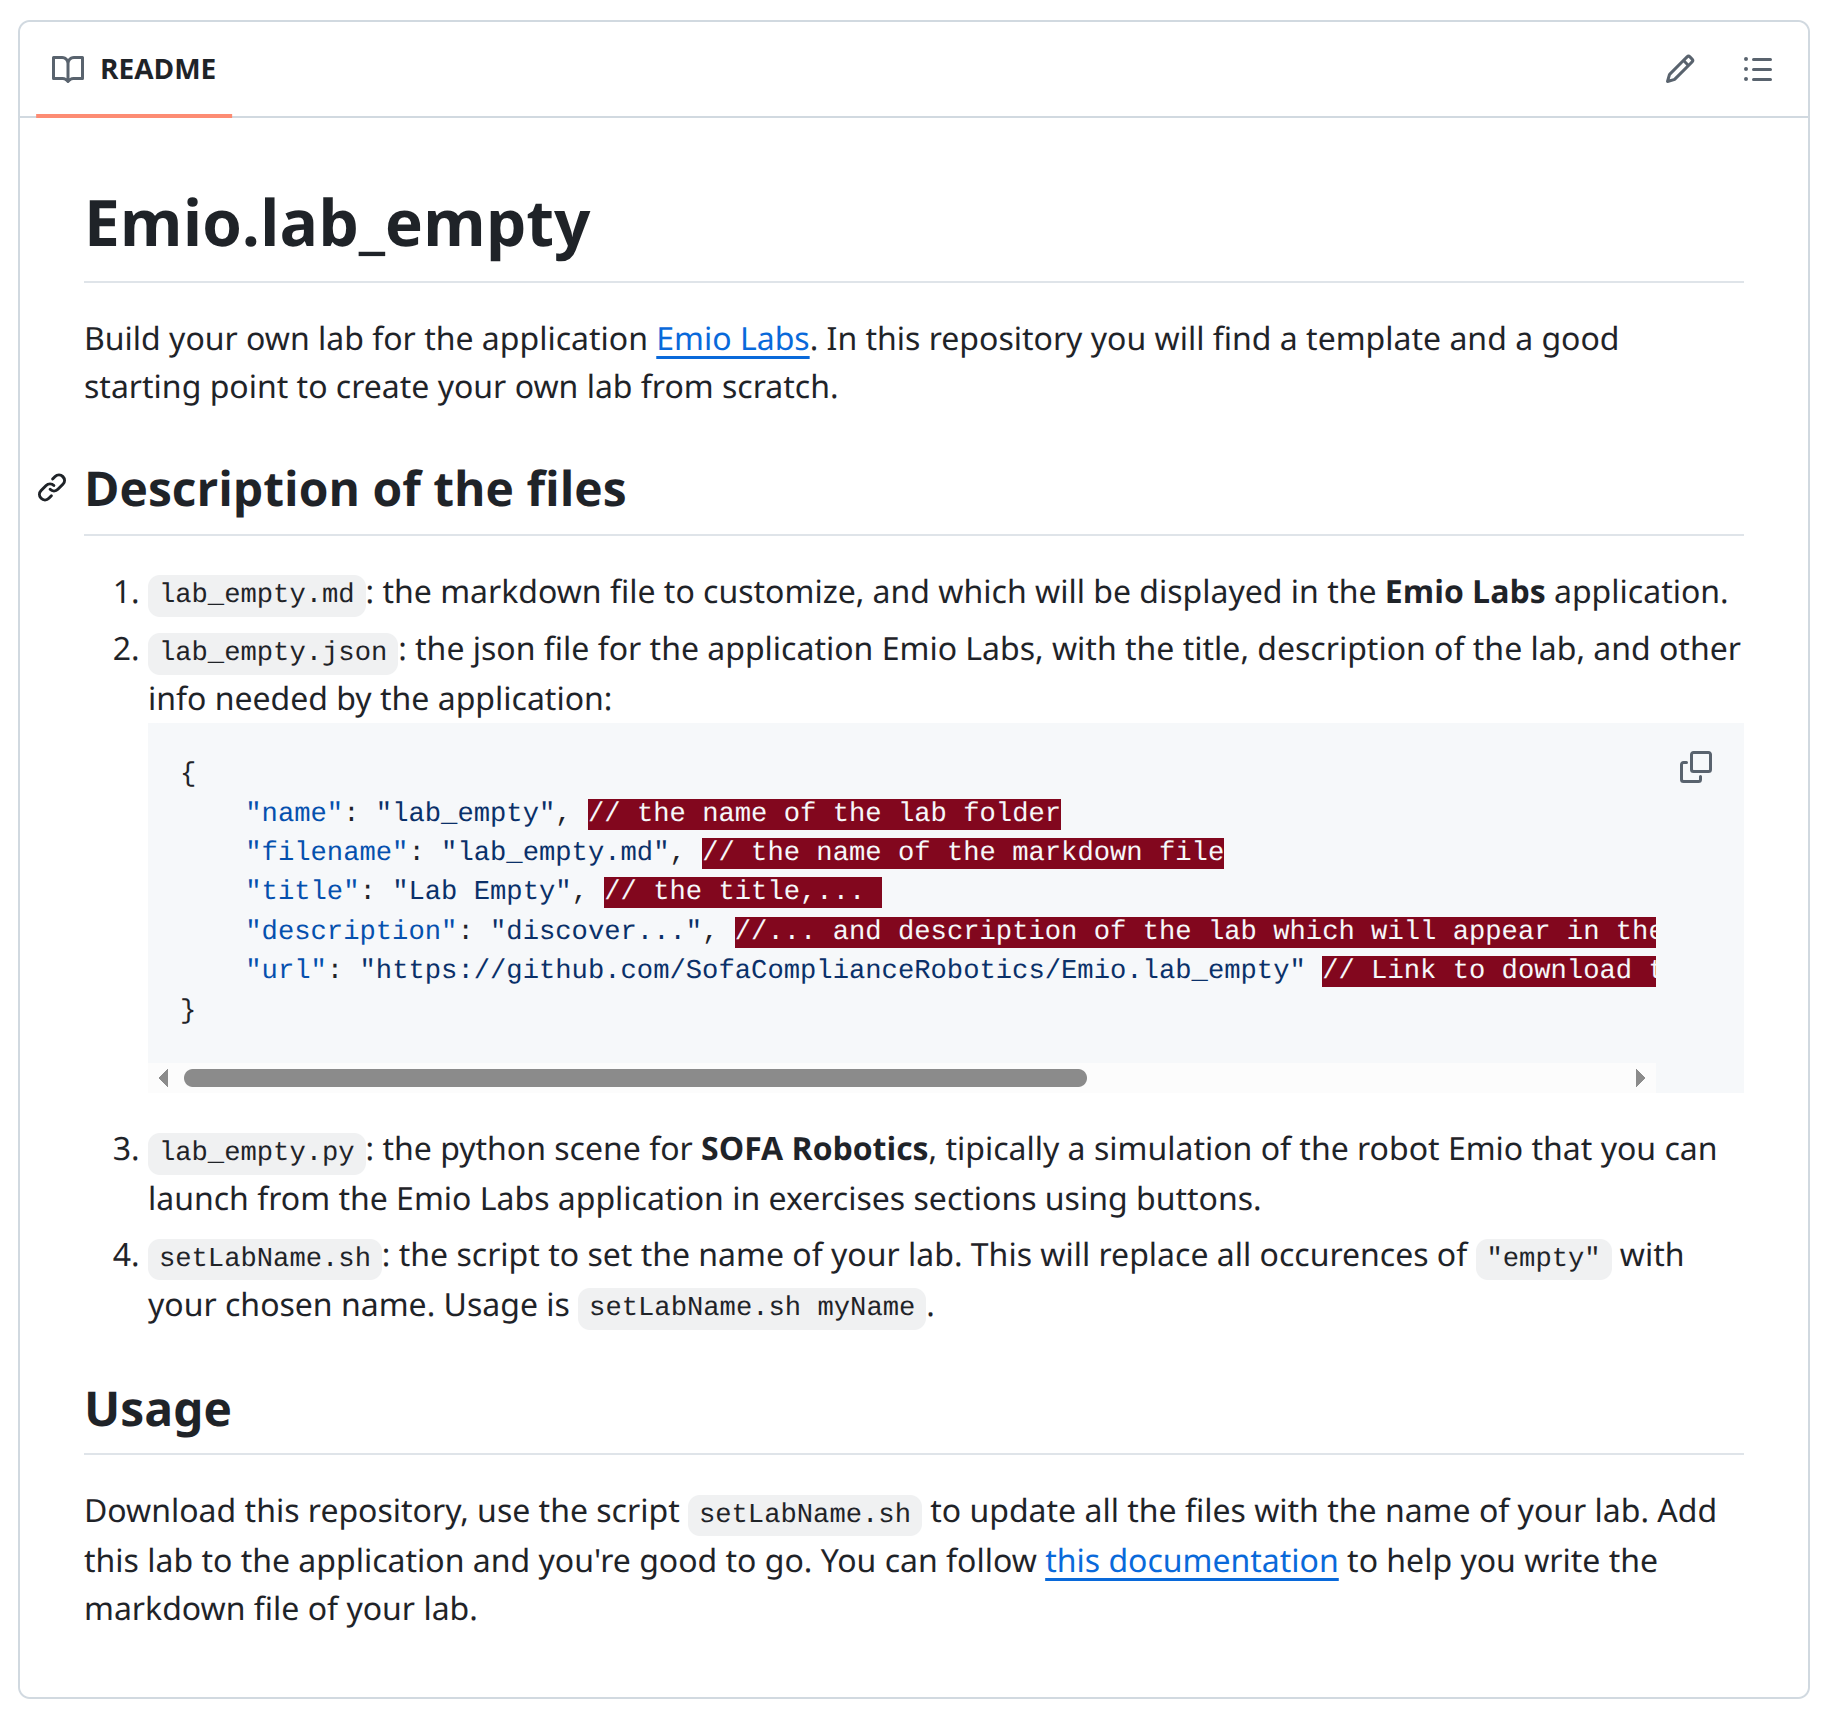 README
Emio.lab_empty
Build your own lab for the application Emio Labs. In this repository you will find a template and a good
starting point to create your own lab from scratch.
Description of the files
1. lab_empty.md: the markdown file to customize, and which will be displayed in the Emio Labs application.
2. lab_empty.json: the json file for the application Emio Labs, with the title, description of the lab, and other
info needed by the application:
{
    "name": "lab_empty", // the name of the lab folder
    "filename": "lab_empty.md", // the name of the markdown file
    "title": "Lab Empty", // the title,...
    "description": "discover...", //... and description of the lab which will appear in the
    "url": "https://github.com/SofaComplianceRobotics/Emio.lab_empty" // Link to download
}
3. lab_empty.py: the python scene for SOFA Robotics, tipically a simulation of the robot Emio that you can
launch from the Emio Labs application in exercises sections using buttons.
4. setLabName.sh: the script to set the name of your lab. This will replace all occurences of "empty" with
your chosen name. Usage is setLabName.sh myName.
Usage
Download this repository, use the script setLabName.sh to update all the files with the name of your lab. Add
this lab to the application and you're good to go. You can follow this documentation to help you write the
markdown file of your lab.